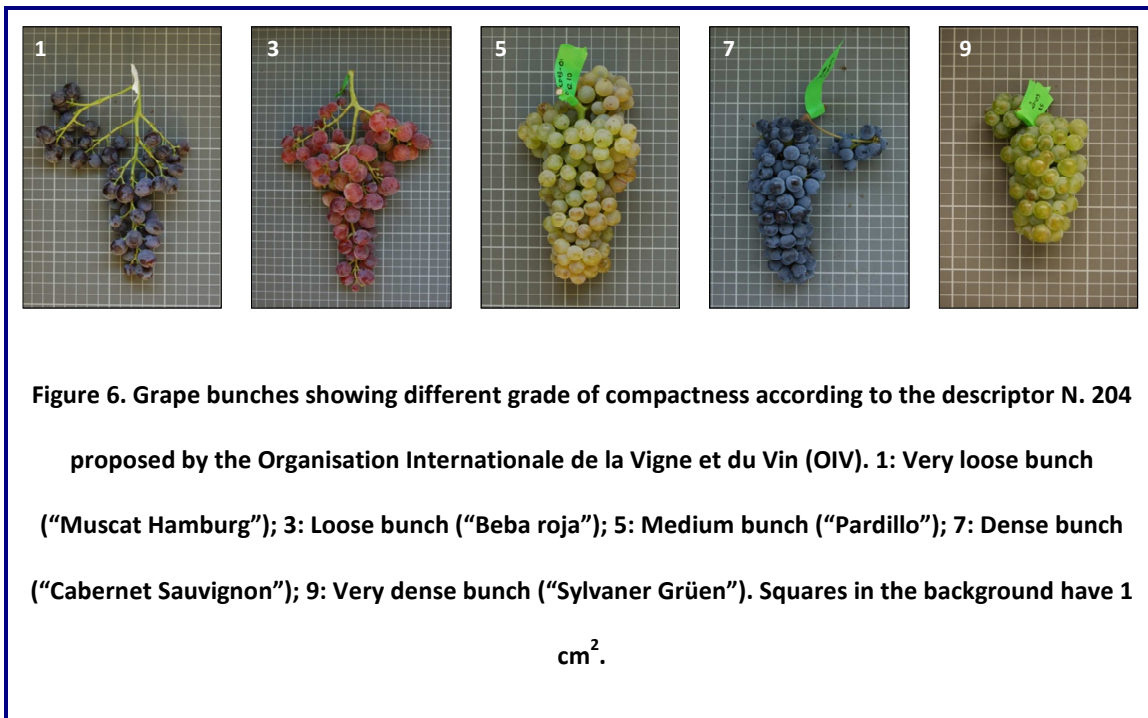 1
3
5
7
9
Figure 6. Grape bunches showing different grade of compactness according to the descriptor N. 204
proposed by the Organisation Internationale de la Vigne et du Vin (OIV). 1: Very loose bunch
(“Muscat Hamburg”); 3: Loose bunch (“Beba roja”); 5: Medium bunch (“Pardillo”); 7: Dense bunch
(“Cabernet Sauvignon”); 9: Very dense bunch (“Sylvaner Grüen”). Squares in the background have 1
cm².